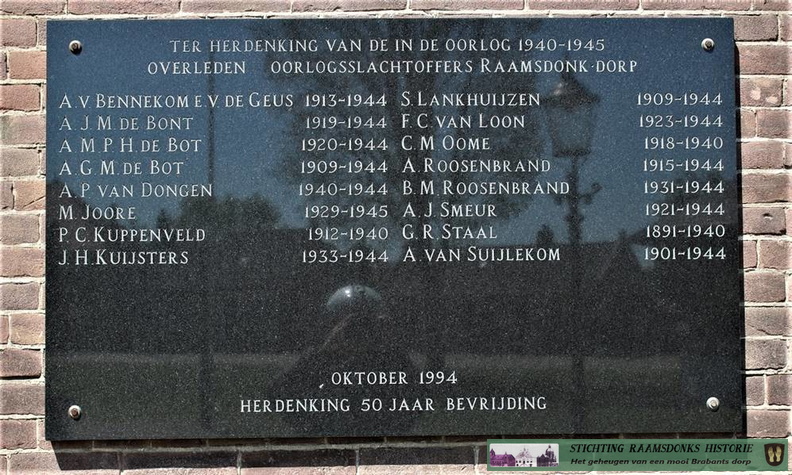 TER HERDENKING VAN DE IN DE OORLOG 1940-1945
OVERLEDEN OORLOGSSLACHTOFFERS RAAMSDONK-DORP
A.V. BENNEKOM E.V. DE GEUS 1913-1944
A.J.M. DE BONT 1919-1944
A.M.P.H. DE BOT 1920-1944
A.G.M. DE BOT 1909-1944
A.P. VAN DONGEN 1940-1944
M. JOORE 1929-1945
P.C. KUPPENVELD 1912-1940
J.H. KUIJSTERS 1933-1944
S. LANKHUIJZEN 1909-1944
F.C. VAN LOON 1923-1944
C.M. OOME 1918-1940
A. ROOSENBRAND 1915-1944
B.M. ROOSENBRAND 1931-1944
A.J. SMEUR 1921-1944
G.R. STAAL 1891-1940
A. VAN SUIJLEKOM 1901-1944
OKTOBER 1994
HERDENKING 50 JAAR BEVRIJDING
STICHTING RAAMSDONKS HISTORIE
Het geheugen van een mooi Brabants dorp